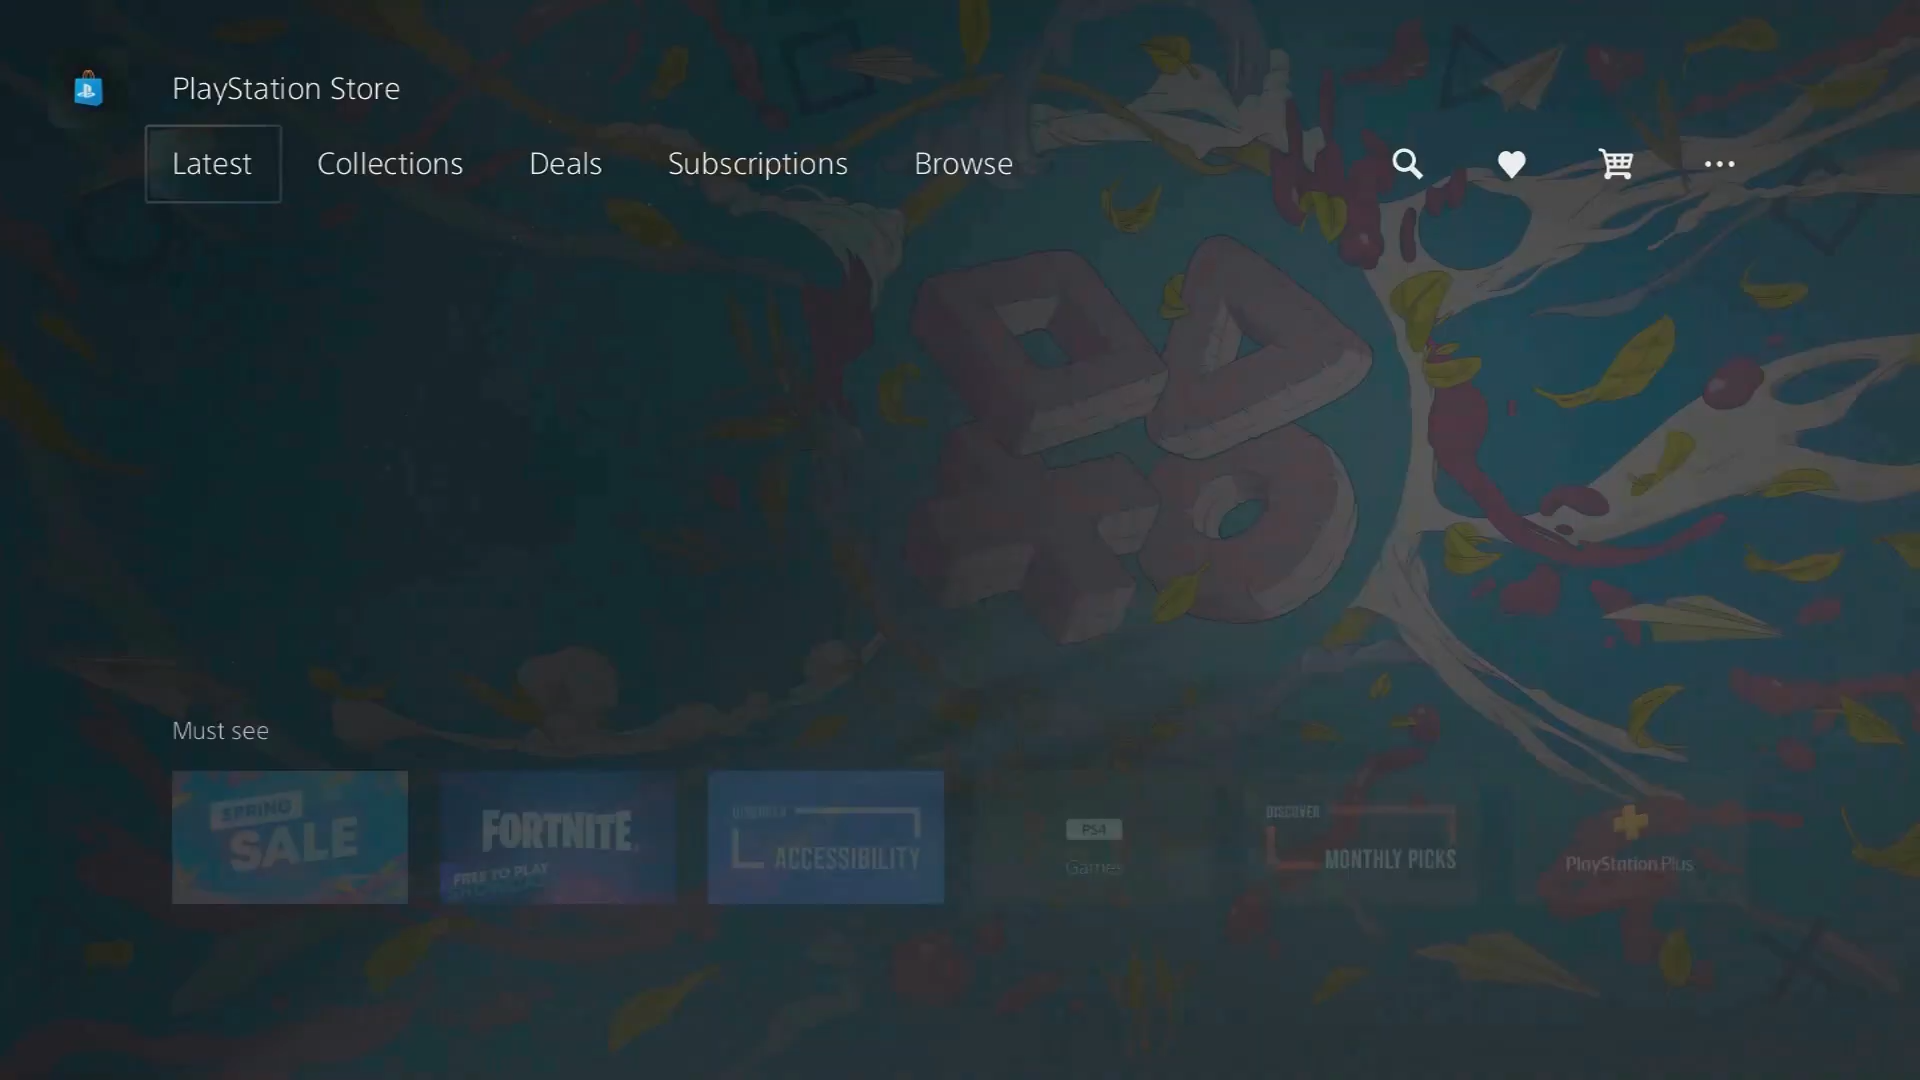 PlayStation Store
Latest
Collections
Deals
Subscriptions
Browse
Must see
SPRING
SALE
FORTNITE
FREE TO PLAY
DISCOVER
ACCESSIBILITY
PS4
Games
DISCOVER
MONTHLY PICKS
PlayStation Plus